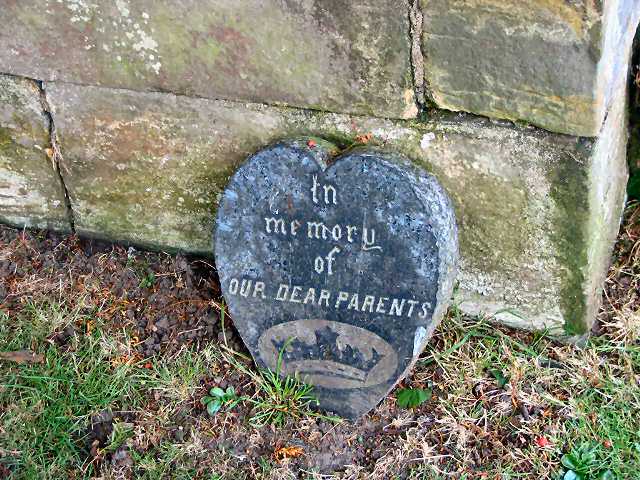 In
memory
of
OUR DEAR PARENTS